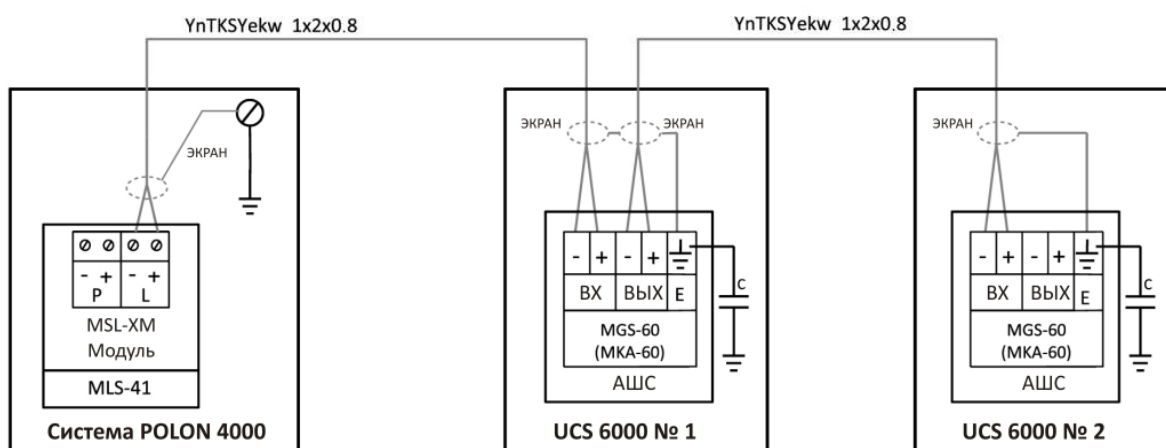 YnTKSYekw 1x2x0.8
YnTKSYekw 1x2x0.8
ЭКРАН
- + - +
P L
MSL-XM
Модуль
MLS-41
Система POLON 4000
ЭКРАН ЭКРАН
- + - +
ВХ ВЫХ E
MGS-60
(MKA-60)
АШС
C
UCS 6000 № 1
ЭКРАН
- + - +
ВХ ВЫХ E
MGS-60
(MKA-60)
АШС
C
UCS 6000 № 2